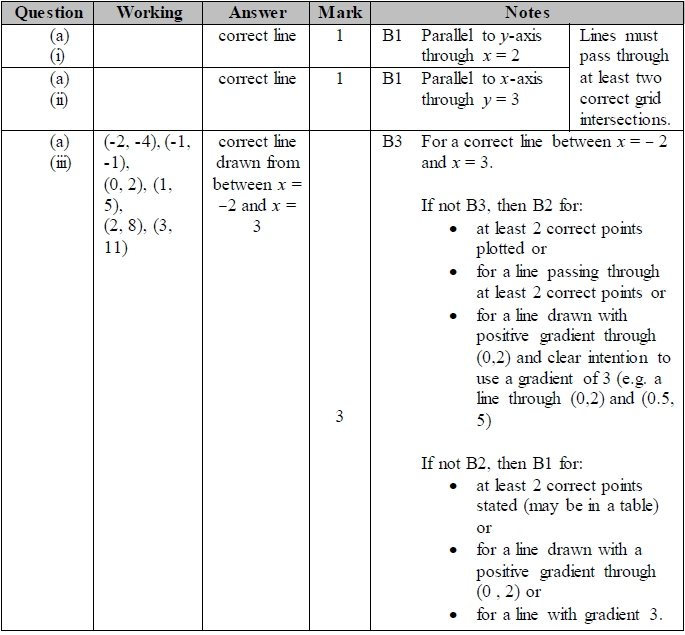 Question Working Answer Mark Notes
(a)
(i)
correct line
1
B1 Parallel to y-axis
through x = 2
Lines must
pass through
at least two
correct grid
intersections.
(a)
(ii)
correct line
1
B1 Parallel to x-axis
through y = 3
(a)
(iii)
(-2, -4), (-1,
-1),
(0, 2), (1,
5),
(2, 8), (3,
11)
correct line
drawn from
between x =
−2 and x =
3
3
B3 For a correct line between x = − 2
and x = 3.
If not B3, then B2 for:
• at least 2 correct points
plotted or
• for a line passing through
at least 2 correct points or
• for a line drawn with
positive gradient through
(0,2) and clear intention to
use a gradient of 3 (e.g. a
line through (0,2) and (0.5,
5)
If not B2, then B1 for:
• at least 2 correct points
stated (may be in a table)
or
• for a line drawn with a
positive gradient through
(0 , 2) or
• for a line with gradient 3.